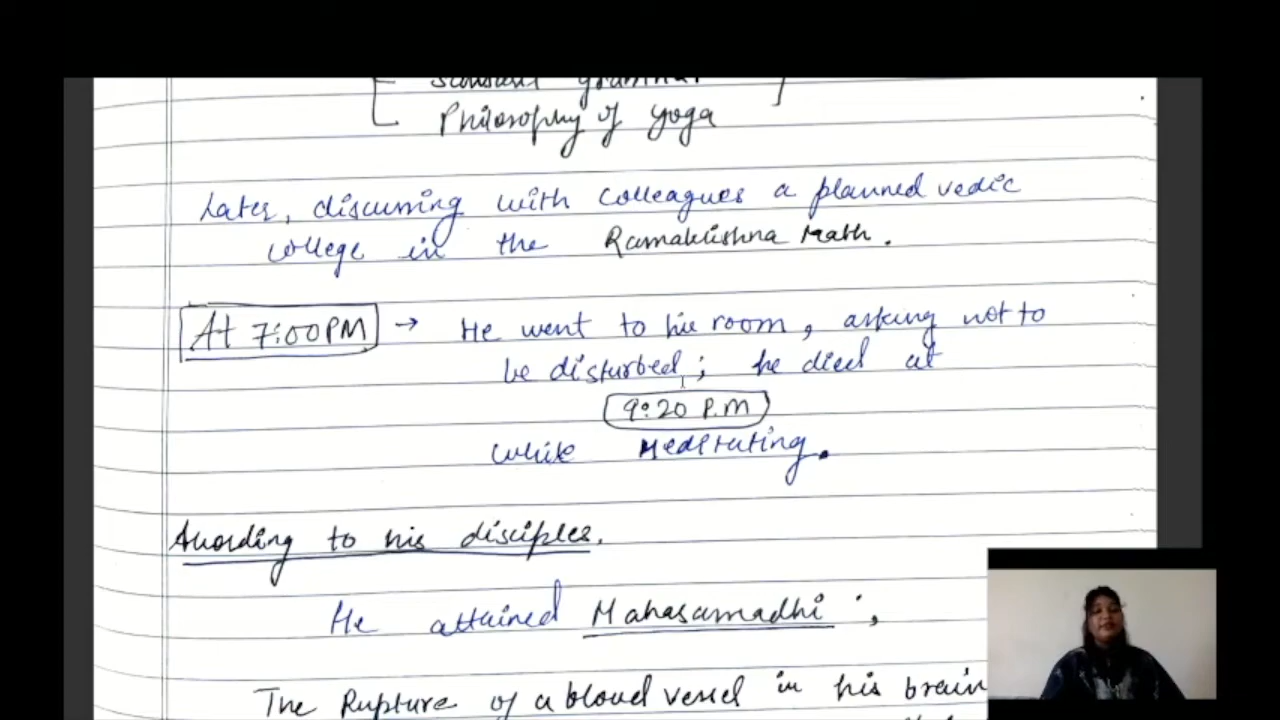 Sanskrit grammar
Philosophy of yoga
Later, discussing with colleagues a planned vedic
college in the Ramakrishna Math.
At 7:00PM → He went to his room, asking not to
be disturbed; he died at
9:20 P.M
while Meditating.
According to his disciples.
He attained Mahasamadhi ;
The Rupture of a blood vessel in his brain